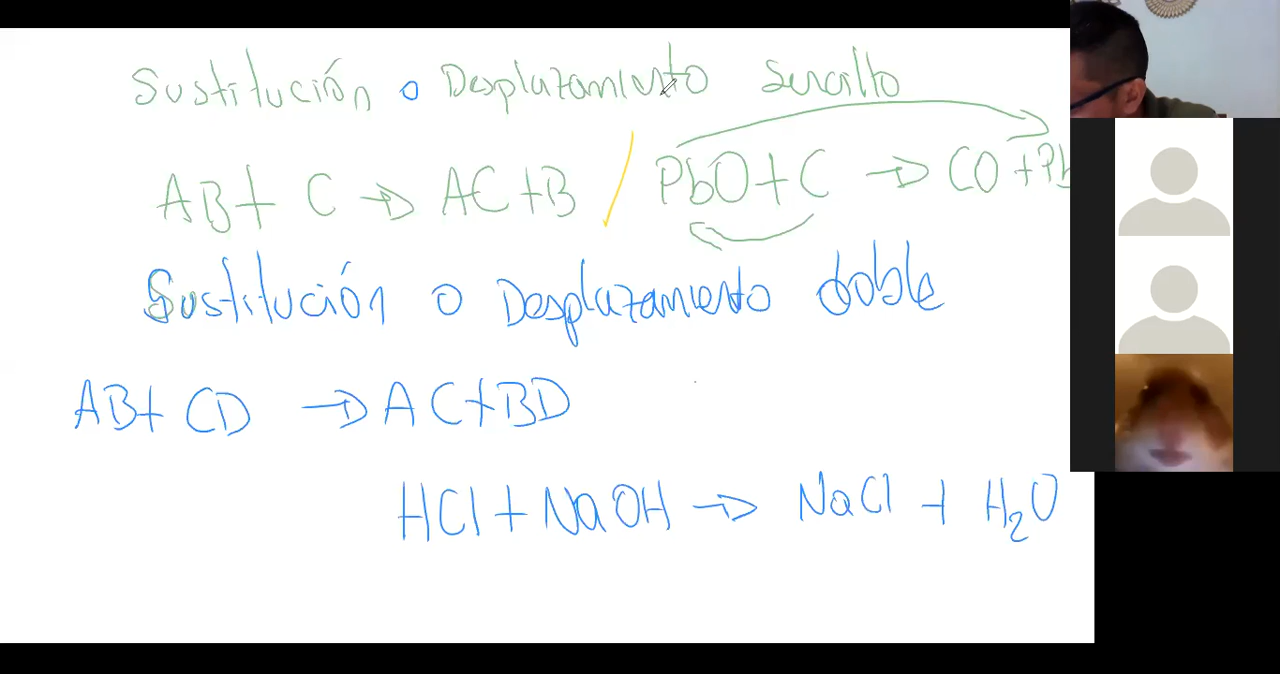 Sustitución o Desplazamiento Sencillo
AB + C → AC + B / PbO + C → CO + Pb
Sustitución o Desplazamiento doble
AB + CD → AC + BD
HCl + NaOH → NaCl + H₂O